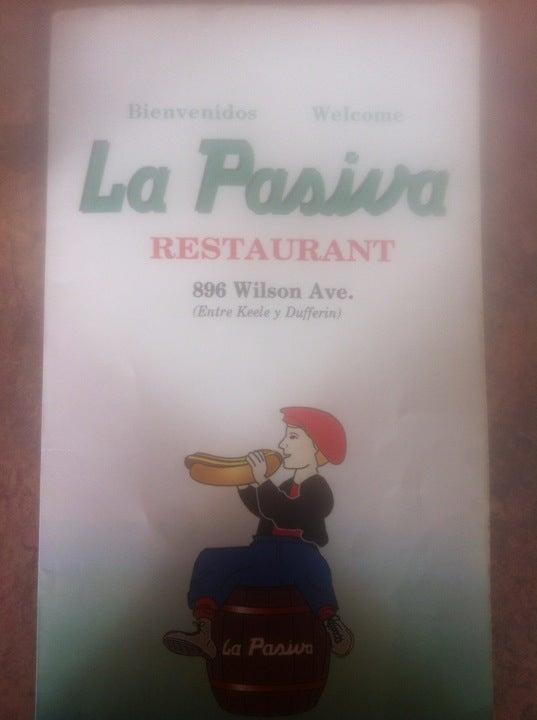 Bienvenidos Welcome
La Pasiva
RESTAURANT
896 Wilson Ave.
(Entre Keele y Dufferin)
La Pasiva